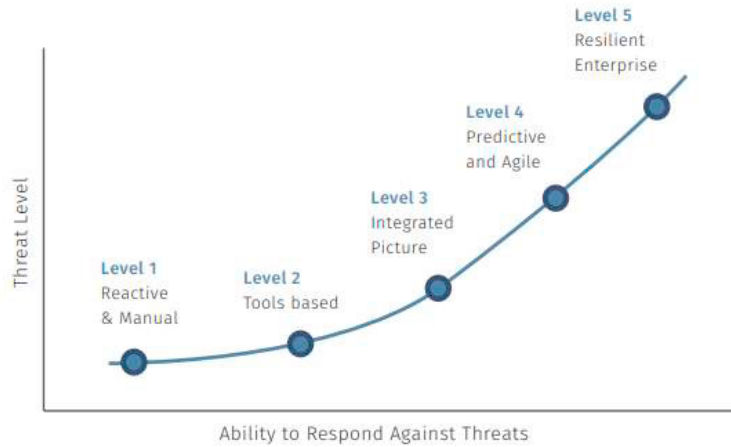 Level 5
Resilient
Enterprise
Level 4
Predictive
and Agile
Level 3
Integrated
Picture
Level 1
Reactive
& Manual
Level 2
Tools based
Threat Level
Ability to Respond Against Threats